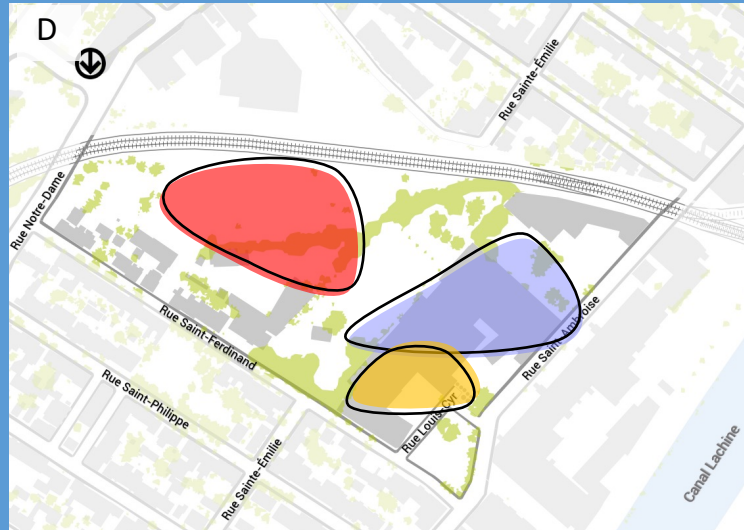 D
Rue Sainte-Émilie
Rue Notre-Dame
Rue Saint-Ferdinand
Rue Saint-Ambroise
Rue Saint-Philippe
Rue Louis-Cyr
Rue Sainte-Émilie
Canal Lachine